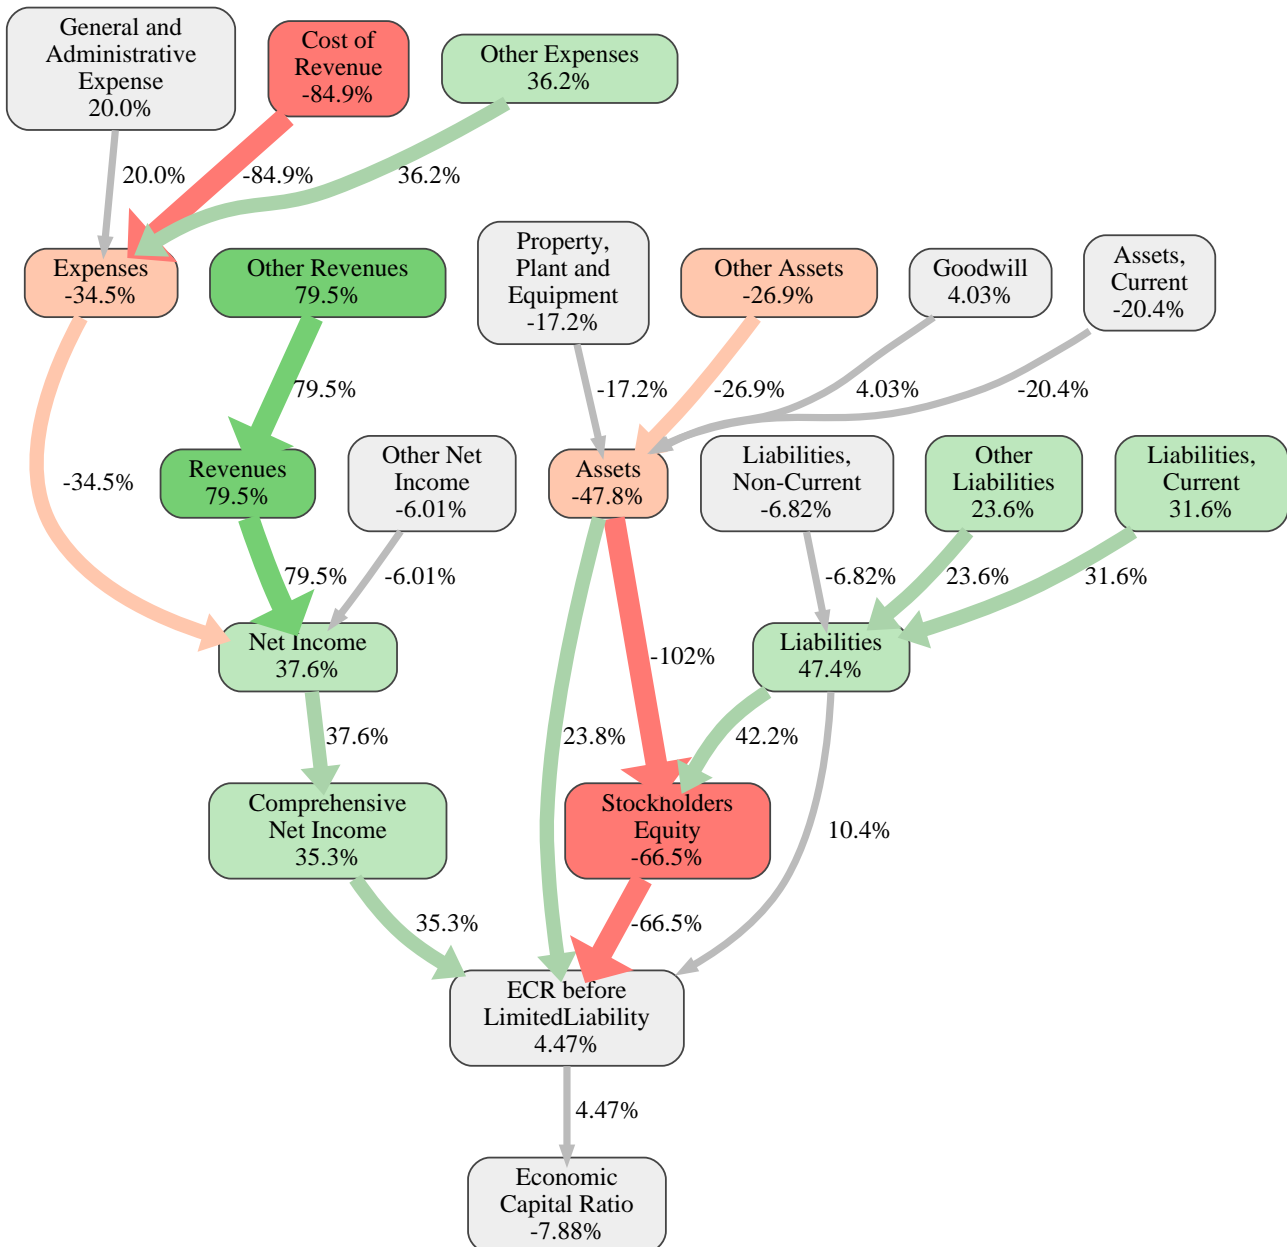 General and
Administrative
Expense
20.0%
Cost of
Revenue
-84.9%
Other Expenses
36.2%
20.0%
-84.9%
36.2%
Expenses
-34.5%
Other Revenues
79.5%
Property,
Plant and
Equipment
-17.2%
Other Assets
-26.9%
Goodwill
4.03%
Assets,
Current
-20.4%
79.5%
-17.2%
-26.9%
4.03%
-20.4%
-34.5%
Revenues
79.5%
Other Net
Income
-6.01%
Assets
-47.8%
Liabilities,
Non-Current
-6.82%
Other
Liabilities
23.6%
Liabilities,
Current
31.6%
79.5%
-6.01%
-6.82%
23.6%
31.6%
Net Income
37.6%
-102%
Liabilities
47.4%
37.6%
23.8%
42.2%
Comprehensive
Net Income
35.3%
Stockholders
Equity
-66.5%
10.4%
35.3%
-66.5%
ECR before
LimitedLiability
4.47%
4.47%
Economic
Capital Ratio
-7.88%